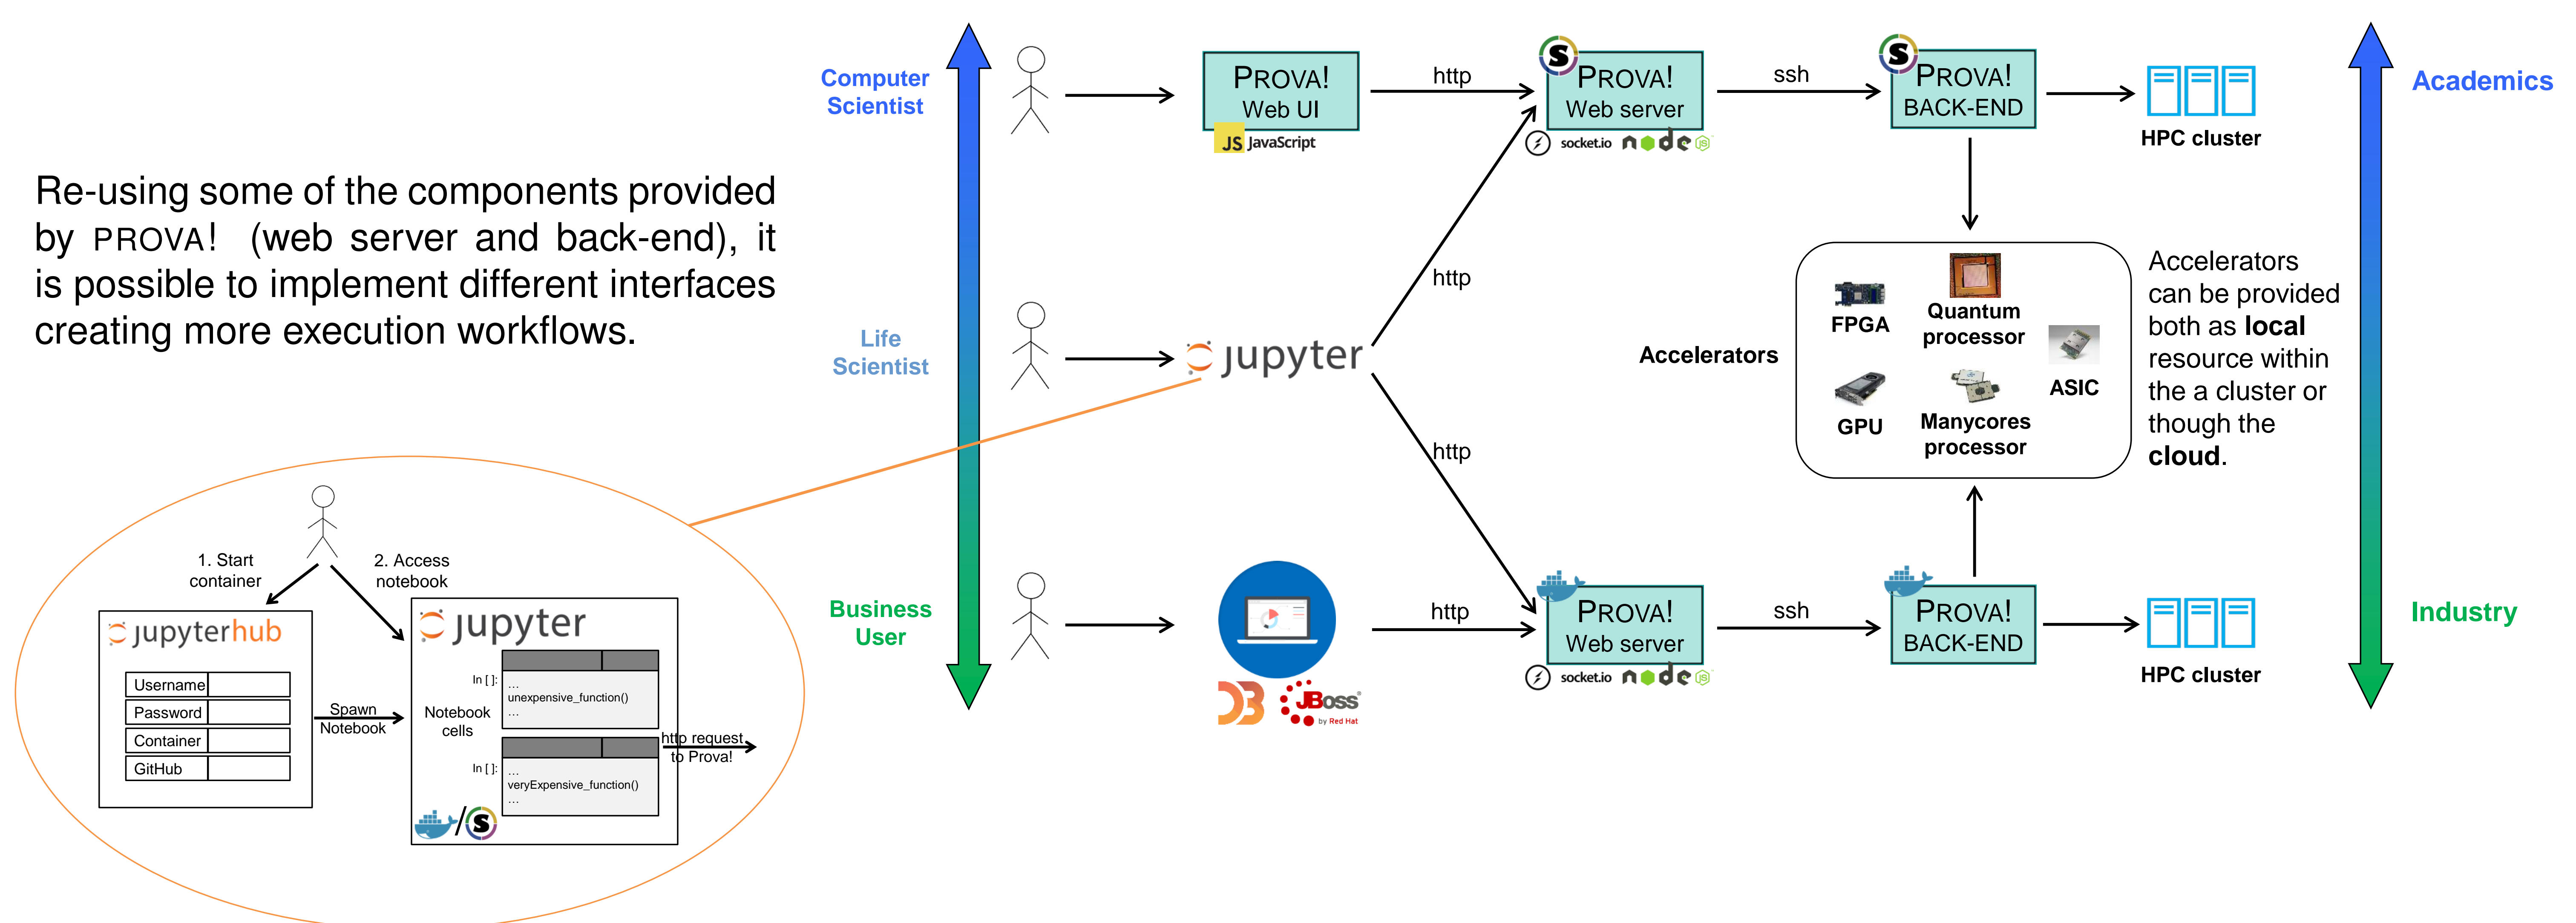 Re-using some of the components provided
by PROVA! (web server and back-end), it
is possible to implement different interfaces
creating more execution workflows.
Computer
Scientist
PROVA!
Web UI
JS JavaScript
http
S
PROVA!
Web server
socket.io node JS
ssh
S
PROVA!
BACK-END
HPC cluster
Academics
Life
Scientist
jupyter
http
http
Accelerators
FPGA
Quantum
processor
ASIC
GPU
Manycores
processor
Accelerators
can be provided
both as local
resource within
the a cluster or
though the
cloud.
Business
User
D3
JBoss
by Red Hat
http
PROVA!
Web server
socket.io node JS
ssh
PROVA!
BACK-END
HPC cluster
Industry
1. Start
container
2. Access
notebook
jupyterhub
Username
Password
Container
GitHub
Spawn
Notebook
jupyter
Notebook
cells
In [ ]:
...
unexpensive_function()
...
In [ ]:
...
veryExpensive_function()
...
/S
http request
to Prova!